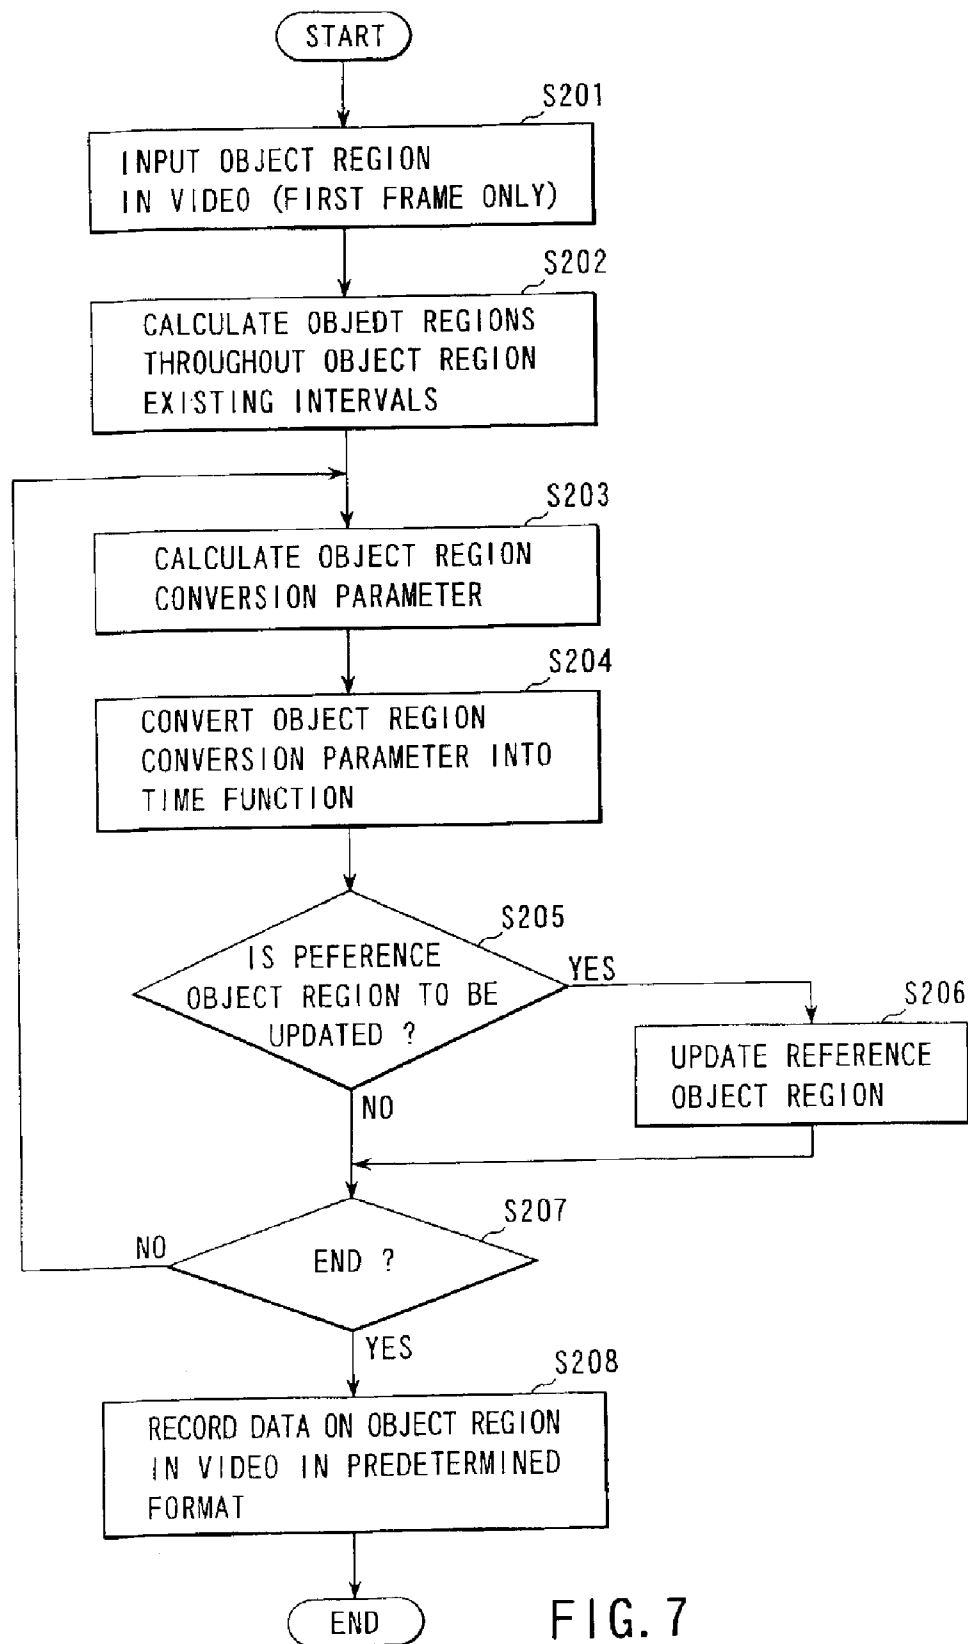 START
S201
INPUT OBJECT REGION
IN VIDEO (FIRST FRAME ONLY)
S202
CALCULATE OBJEDT REGIONS
THROUGHOUT OBJECT REGION
EXISTING INTERVALS
S203
CALCULATE OBJECT REGION
CONVERSION PARAMETER
S204
CONVERT OBJECT REGION
CONVERSION PARAMETER INTO
TIME FUNCTION
S205
IS PEFERENCE
OBJECT REGION TO BE
UPDATED ?
YES
S206
UPDATE REFERENCE
OBJECT REGION
NO
S207
END ?
NO
YES
S208
RECORD DATA ON OBJECT REGION
IN VIDEO IN PREDETERMINED
FORMAT
END
FIG. 7